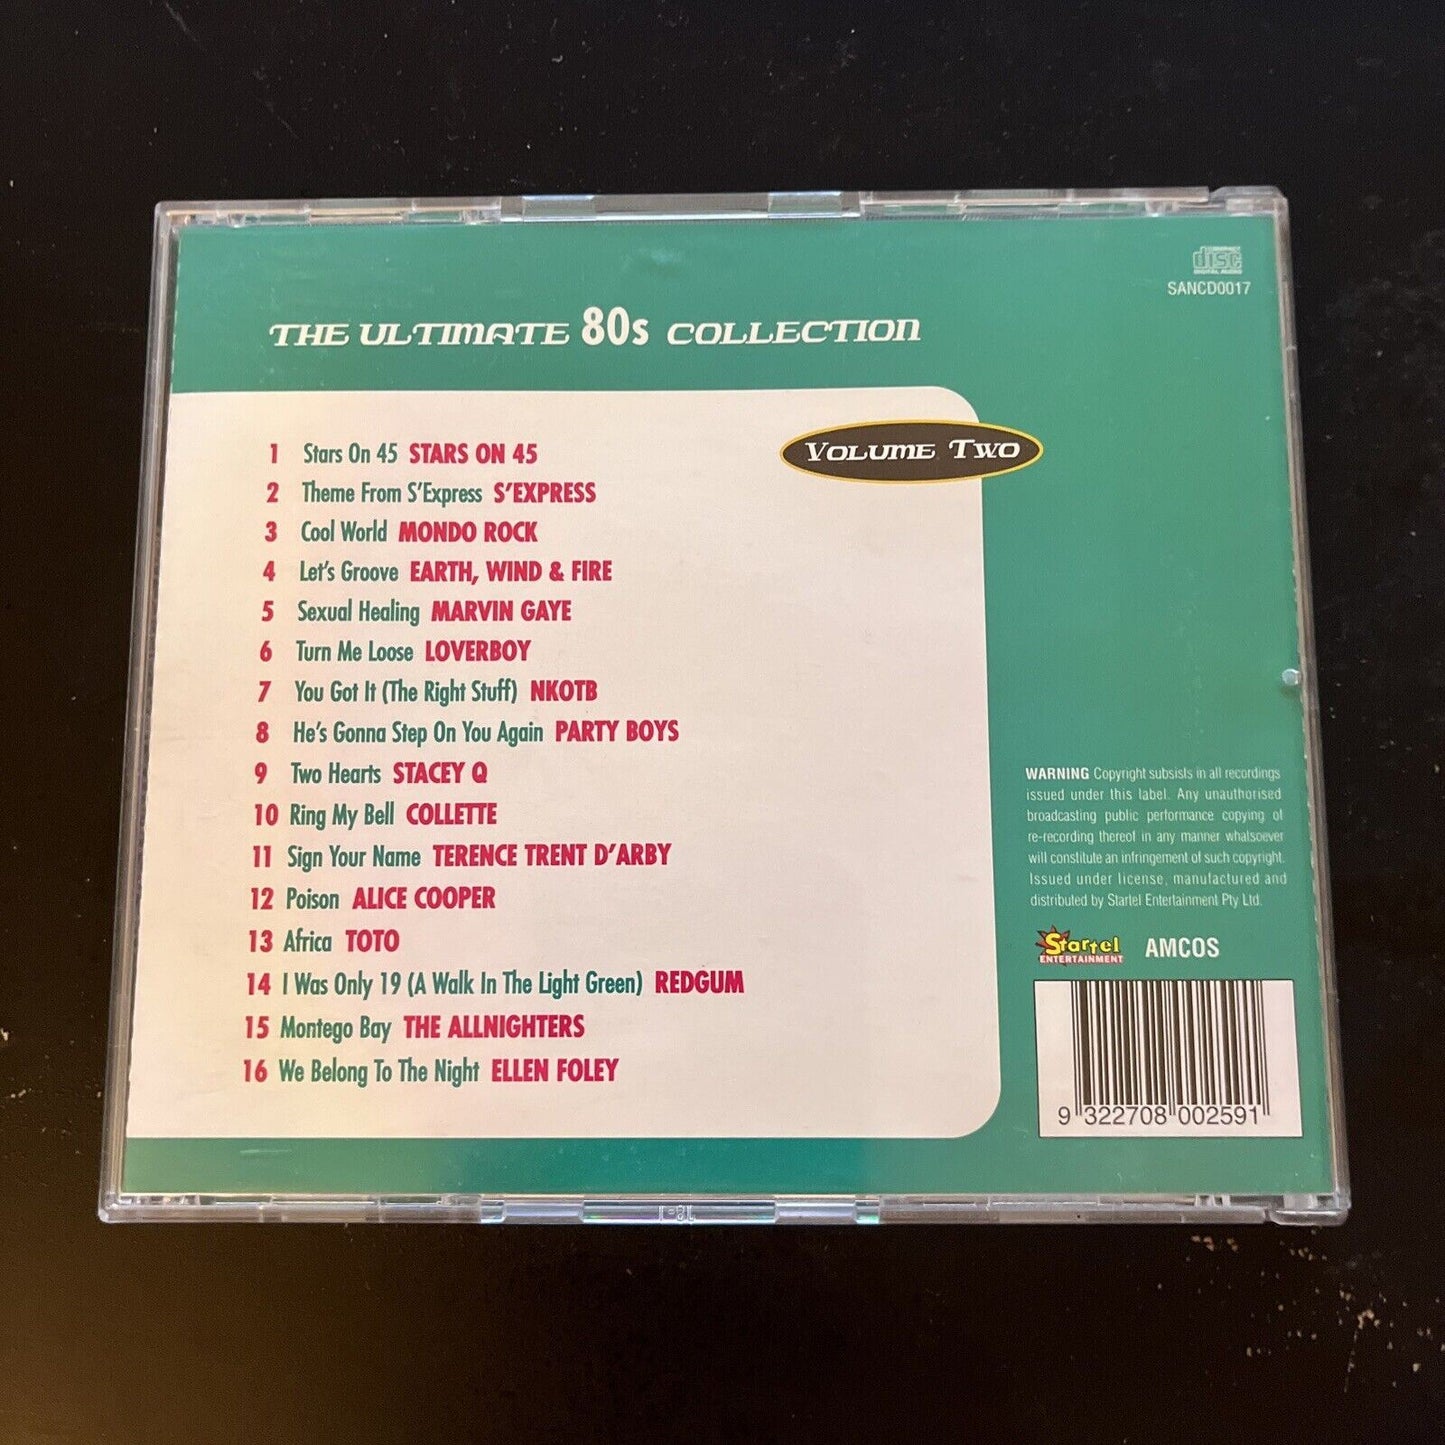 COMPACT
disc
DIGITAL AUDIO
SANCD0017
THE ULTIMATE 80s COLLECTION
VOLUME TWO
1 Stars On 45 STARS ON 45
2 Theme From S'Express S'EXPRESS
3 Cool World MONDO ROCK
4 Let's Groove EARTH, WIND & FIRE
5 Sexual Healing MARVIN GAYE
6 Turn Me Loose LOVERBOY
7 You Got It (The Right Stuff) NKOTB
8 He's Gonna Step On You Again PARTY BOYS
9 Two Hearts STACEY Q
10 Ring My Bell COLLETTE
11 Sign Your Name TERENCE TRENT D'ARBY
12 Poison ALICE COOPER
13 Africa TOTO
14 I Was Only 19 (A Walk In The Light Green) REDGUM
15 Montego Bay THE ALLNIGHTERS
16 We Belong To The Night ELLEN FOLEY
WARNING Copyright subsists in all recordings
issued under this label. Any unauthorised
broadcasting public performance copying of
re-recording thereof in any manner whatsoever
will constitute an infringement of such copyright.
Issued under license, manufactured and
distributed by Startel Entertainment Pty Ltd.
Startel
ENTERTAINMENT
AMCOS
9 322708 002591